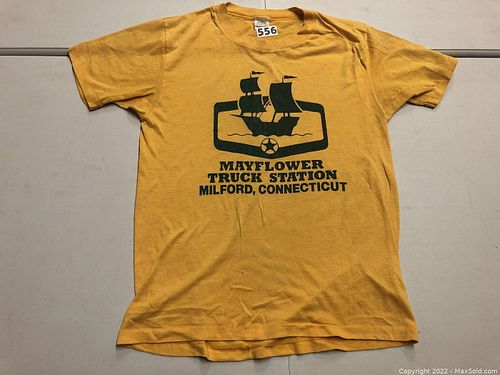 556
MAYFLOWER
TRUCK STATION
MILFORD, CONNECTICUT
Copyright 2022 - MaxSold.com